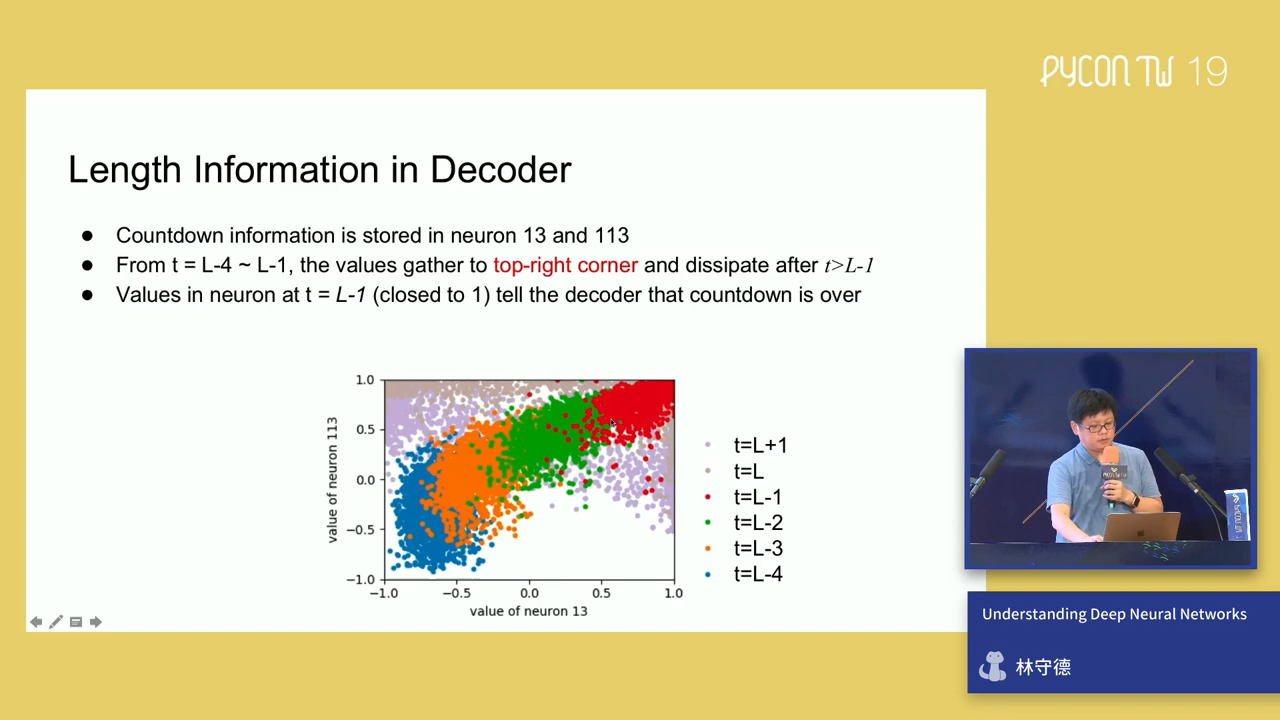 PYCON TW 19
Length Information in Decoder
● Countdown information is stored in neuron 13 and 113
● From t = L-4 ~ L-1, the values gather to top-right corner and dissipate after t>L-1
● Values in neuron at t = L-1 (closed to 1) tell the decoder that countdown is over
1.0
0.5
0.0
−0.5
−1.0
value of neuron 113
−1.0 −0.5 0.0 0.5 1.0
value of neuron 13
t=L+1
t=L
t=L-1
t=L-2
t=L-3
t=L-4
Understanding Deep Neural Networks
林守德